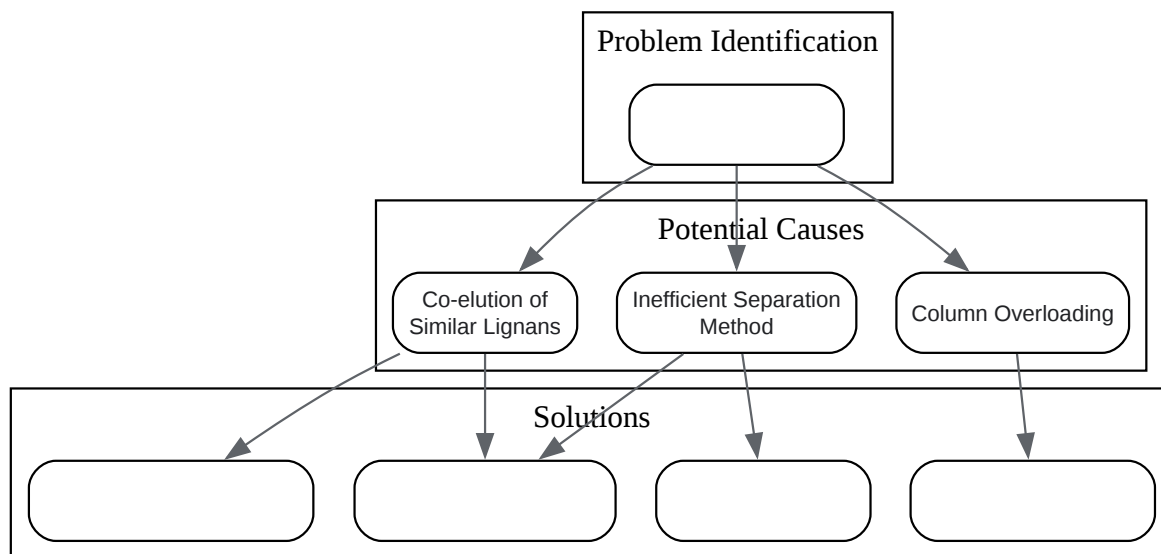 Problem Identification
Potential Causes
Co-elution of
Similar Lignans
Inefficient Separation
Method
Column Overloading
Solutions